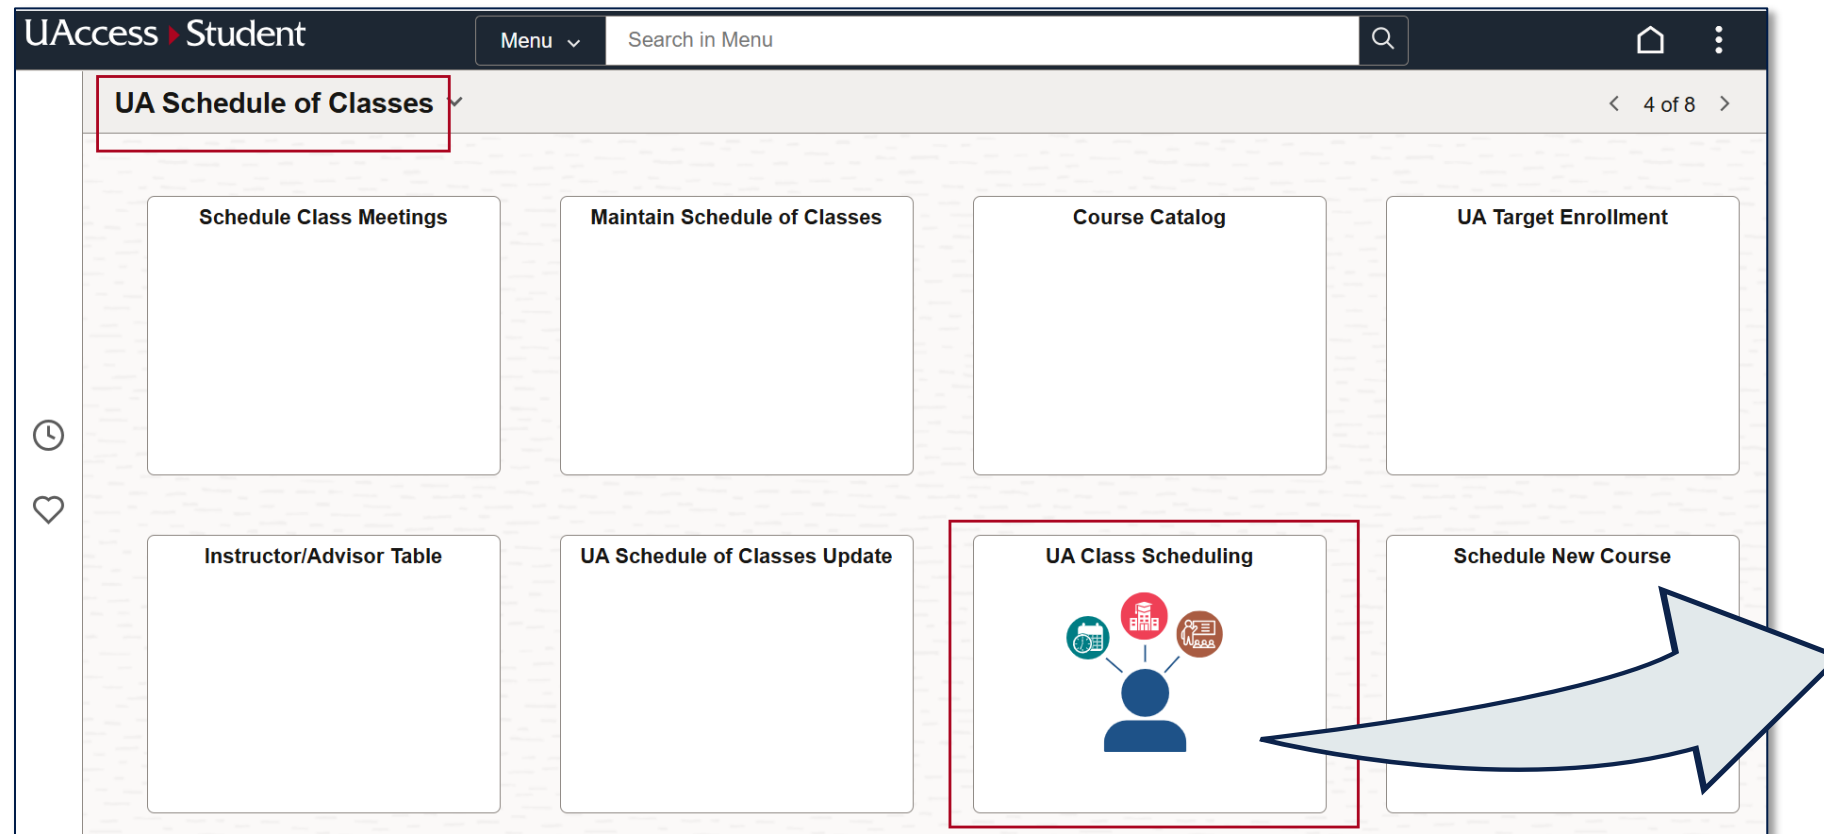 UAccess Student
Menu
Search in Menu
UA Schedule of Classes
4 of 8
Schedule Class Meetings
Maintain Schedule of Classes
Course Catalog
UA Target Enrollment
Instructor/Advisor Table
UA Schedule of Classes Update
UA Class Scheduling
Schedule New Course